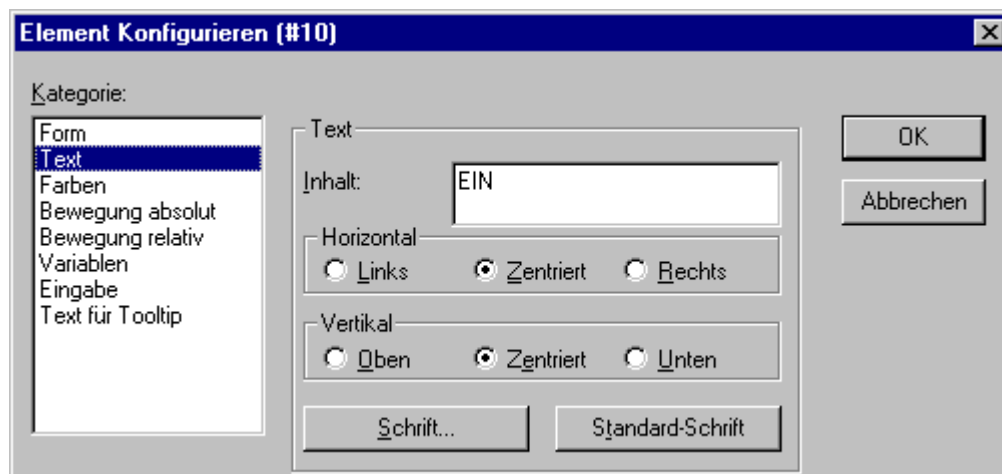 Element Konfigurieren (#10)
Kategorie:
Form
Text
Farben
Bewegung absolut
Bewegung relativ
Variablen
Eingabe
Text für Tooltip
Text
Inhalt: EIN
Horizontal
Links Zentriert Rechts
Vertikal
Oben Zentriert Unten
Schrift... Standard-Schrift
OK
Abbrechen